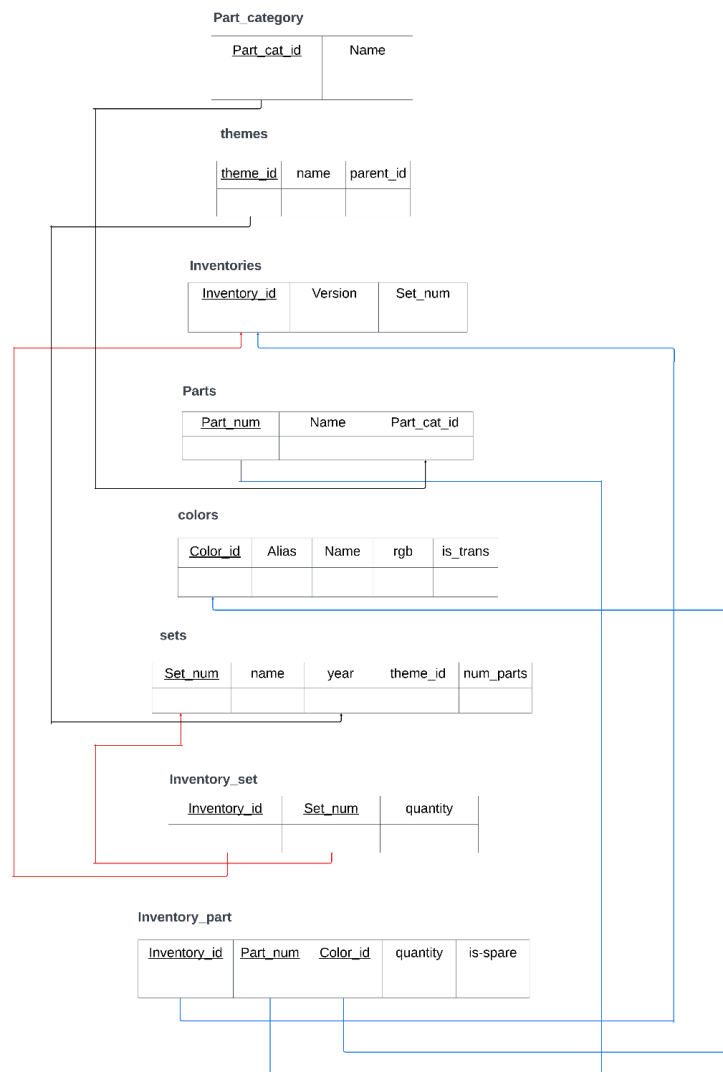 Part_category
Part_cat_id Name
themes
theme_id name parent_id
Inventories
Inventory_id Version Set_num
Parts
Part_num Name Part_cat_id
colors
Color_id Alias Name rgb is_trans
sets
Set_num name year theme_id num_parts
Inventory_set
Inventory_id Set_num quantity
Inventory_part
Inventory_id Part_num Color_id quantity is-spare